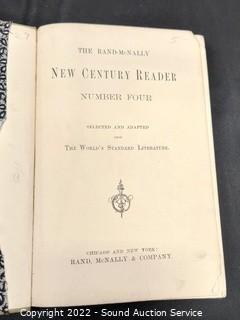 THE RAND-MCNALLY
NEW CENTURY READER
NUMBER FOUR
SELECTED AND ADAPTED
FROM
THE WORLD'S STANDARD LITERATURE.
CHICAGO AND NEW YORK:
RAND, MCNALLY & COMPANY.
Copyright 2022 - Sound Auction Service